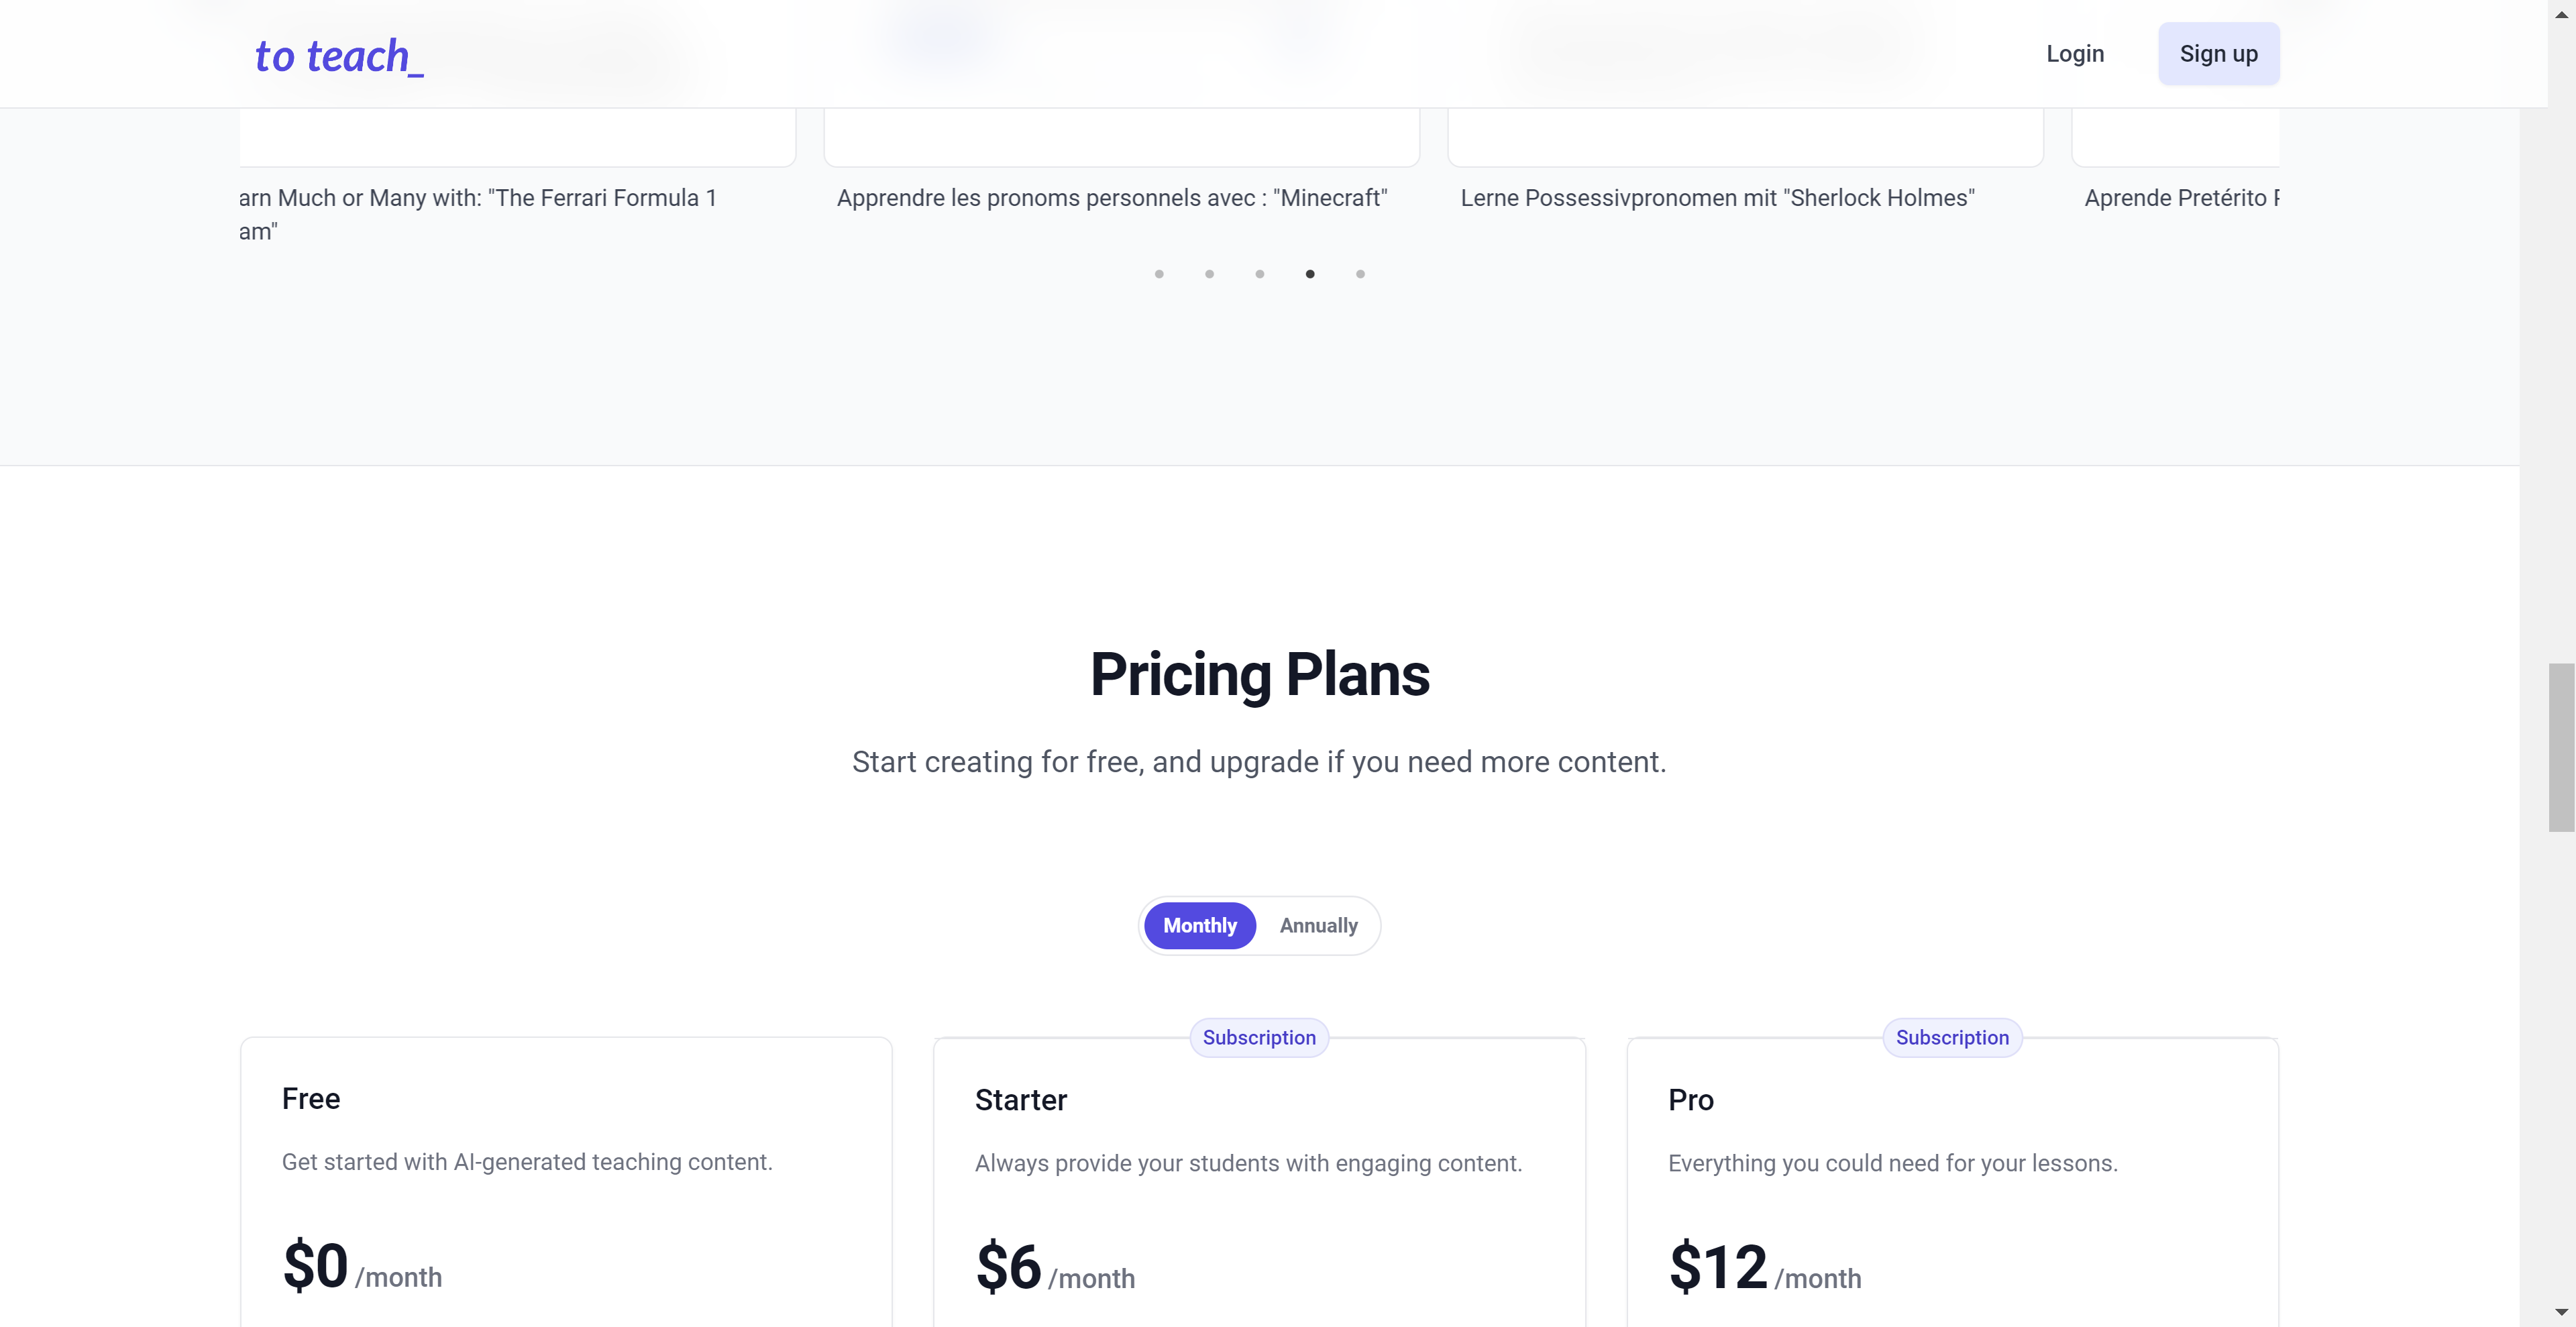 to teach_
Login
Sign up
arn Much or Many with: "The Ferrari Formula 1
am"
Apprendre les pronoms personnels avec : "Minecraft"
Lerne Possessivpronomen mit "Sherlock Holmes"
Aprende Pretérito
Pricing Plans
Start creating for free, and upgrade if you need more content.
Monthly
Annually
Free
Get started with AI-generated teaching content.
$0 /month
Subscription
Starter
Always provide your students with engaging content.
$6 /month
Subscription
Pro
Everything you could need for your lessons.
$12 /month